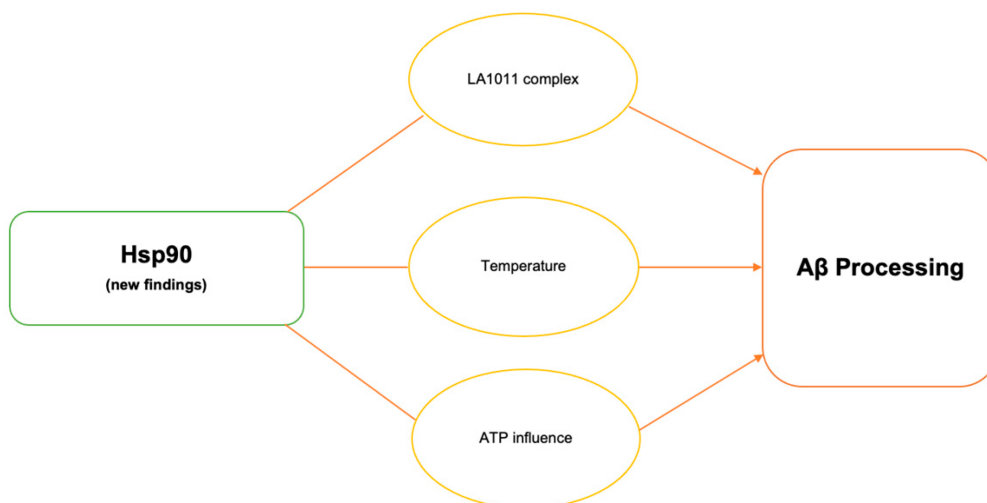 LA1011 complex
Hsp90
(new findings)
Temperature
Aβ Processing
ATP influence